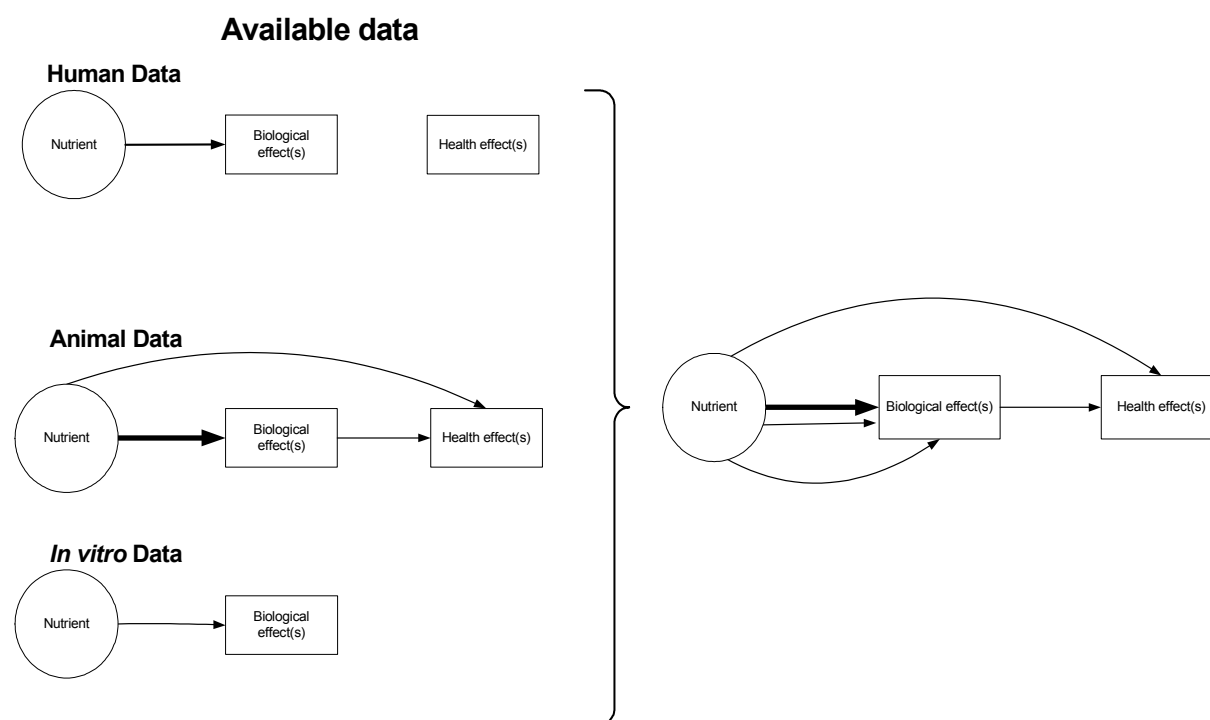 Available data
Human Data
Nutrient
Biological
effect(s)
Health effect(s)
Animal Data
Nutrient
Biological
effect(s)
Health effect(s)
In vitro Data
Nutrient
Biological
effect(s)
Nutrient
Biological effect(s)
Health effect(s)